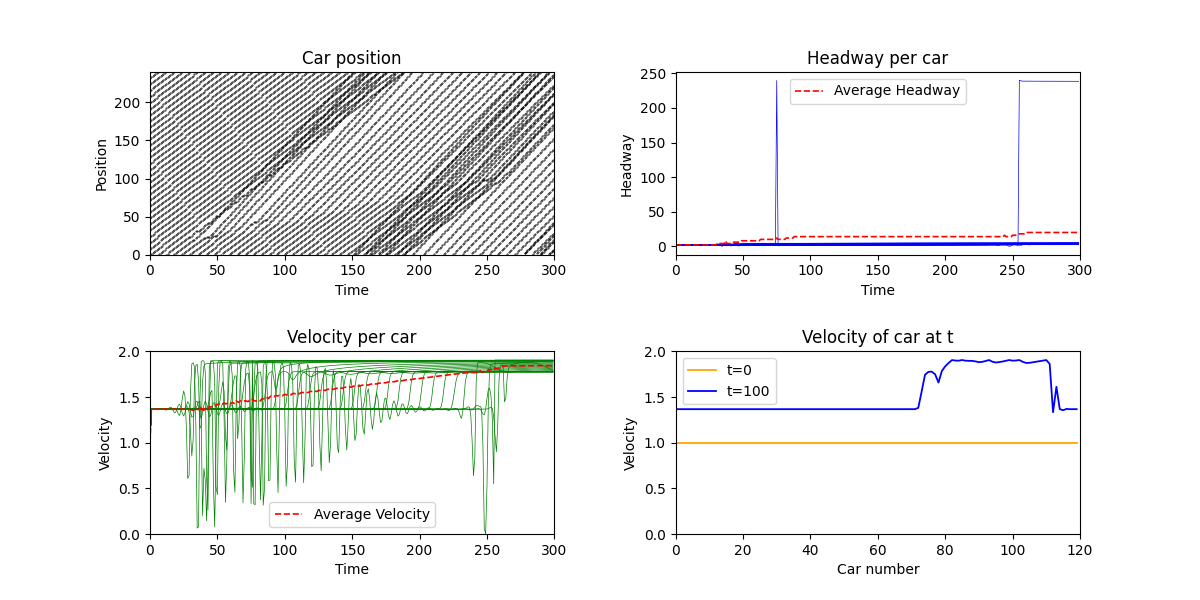 Car position
Position
200
150
100
50
0
0 50 100 150 200 250 300
Time
Headway per car
Headway
250
200
150
100
50
0
Average Headway
0 50 100 150 200 250 300
Time
Velocity per car
Velocity
2.0
1.5
1.0
0.5
0.0
Average Velocity
0 50 100 150 200 250 300
Time
Velocity of car at t
Velocity
2.0
1.5
1.0
0.5
0.0
t=0
t=100
0 20 40 60 80 100 120
Car number